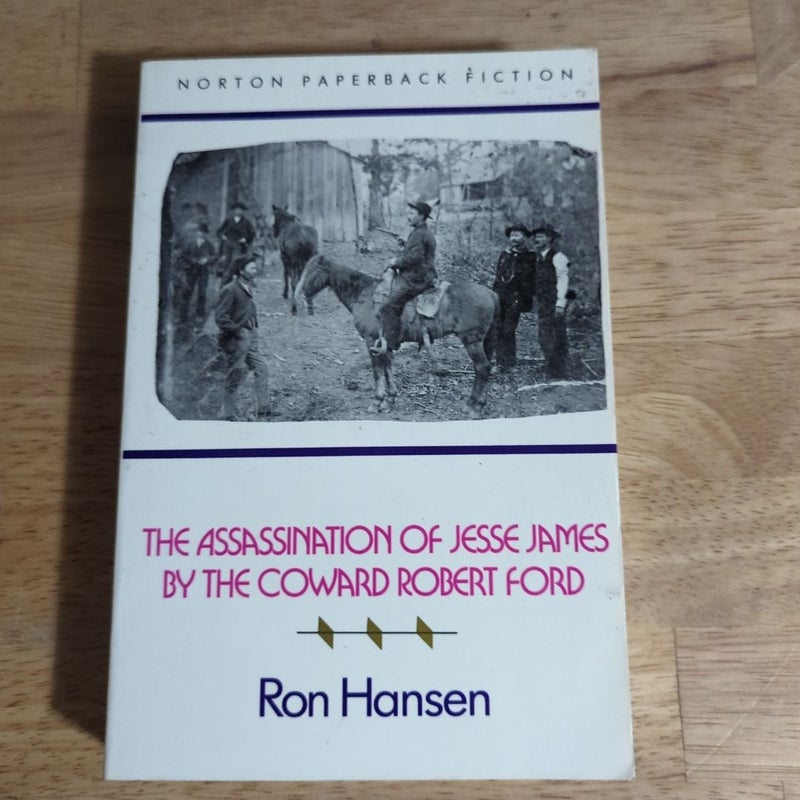 NORTON PAPERBACK FICTION
THE ASSASSINATION OF JESSE JAMES
BY THE COWARD ROBERT FORD
Ron Hansen